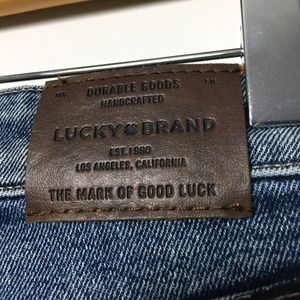 DURABLE GOODS
HANDCRAFTED
LUCKY BRAND
EST. 1990
LOS ANGELES, CALIFORNIA
THE MARK OF GOOD LUCK